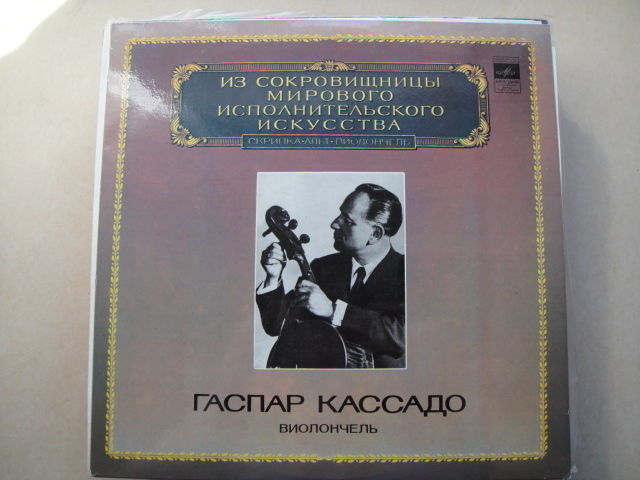 ИЗ СОКРОВИЩНИЦЫ
МИРОВОГО
ИСПОЛНИТЕЛЬСКОГО
ИСКУССТВА
СКРИПКА•АЛЬТ•ВИОЛОНЧЕЛЬ
ГАСПАР КАССАДО
ВИОЛОНЧЕЛЬ